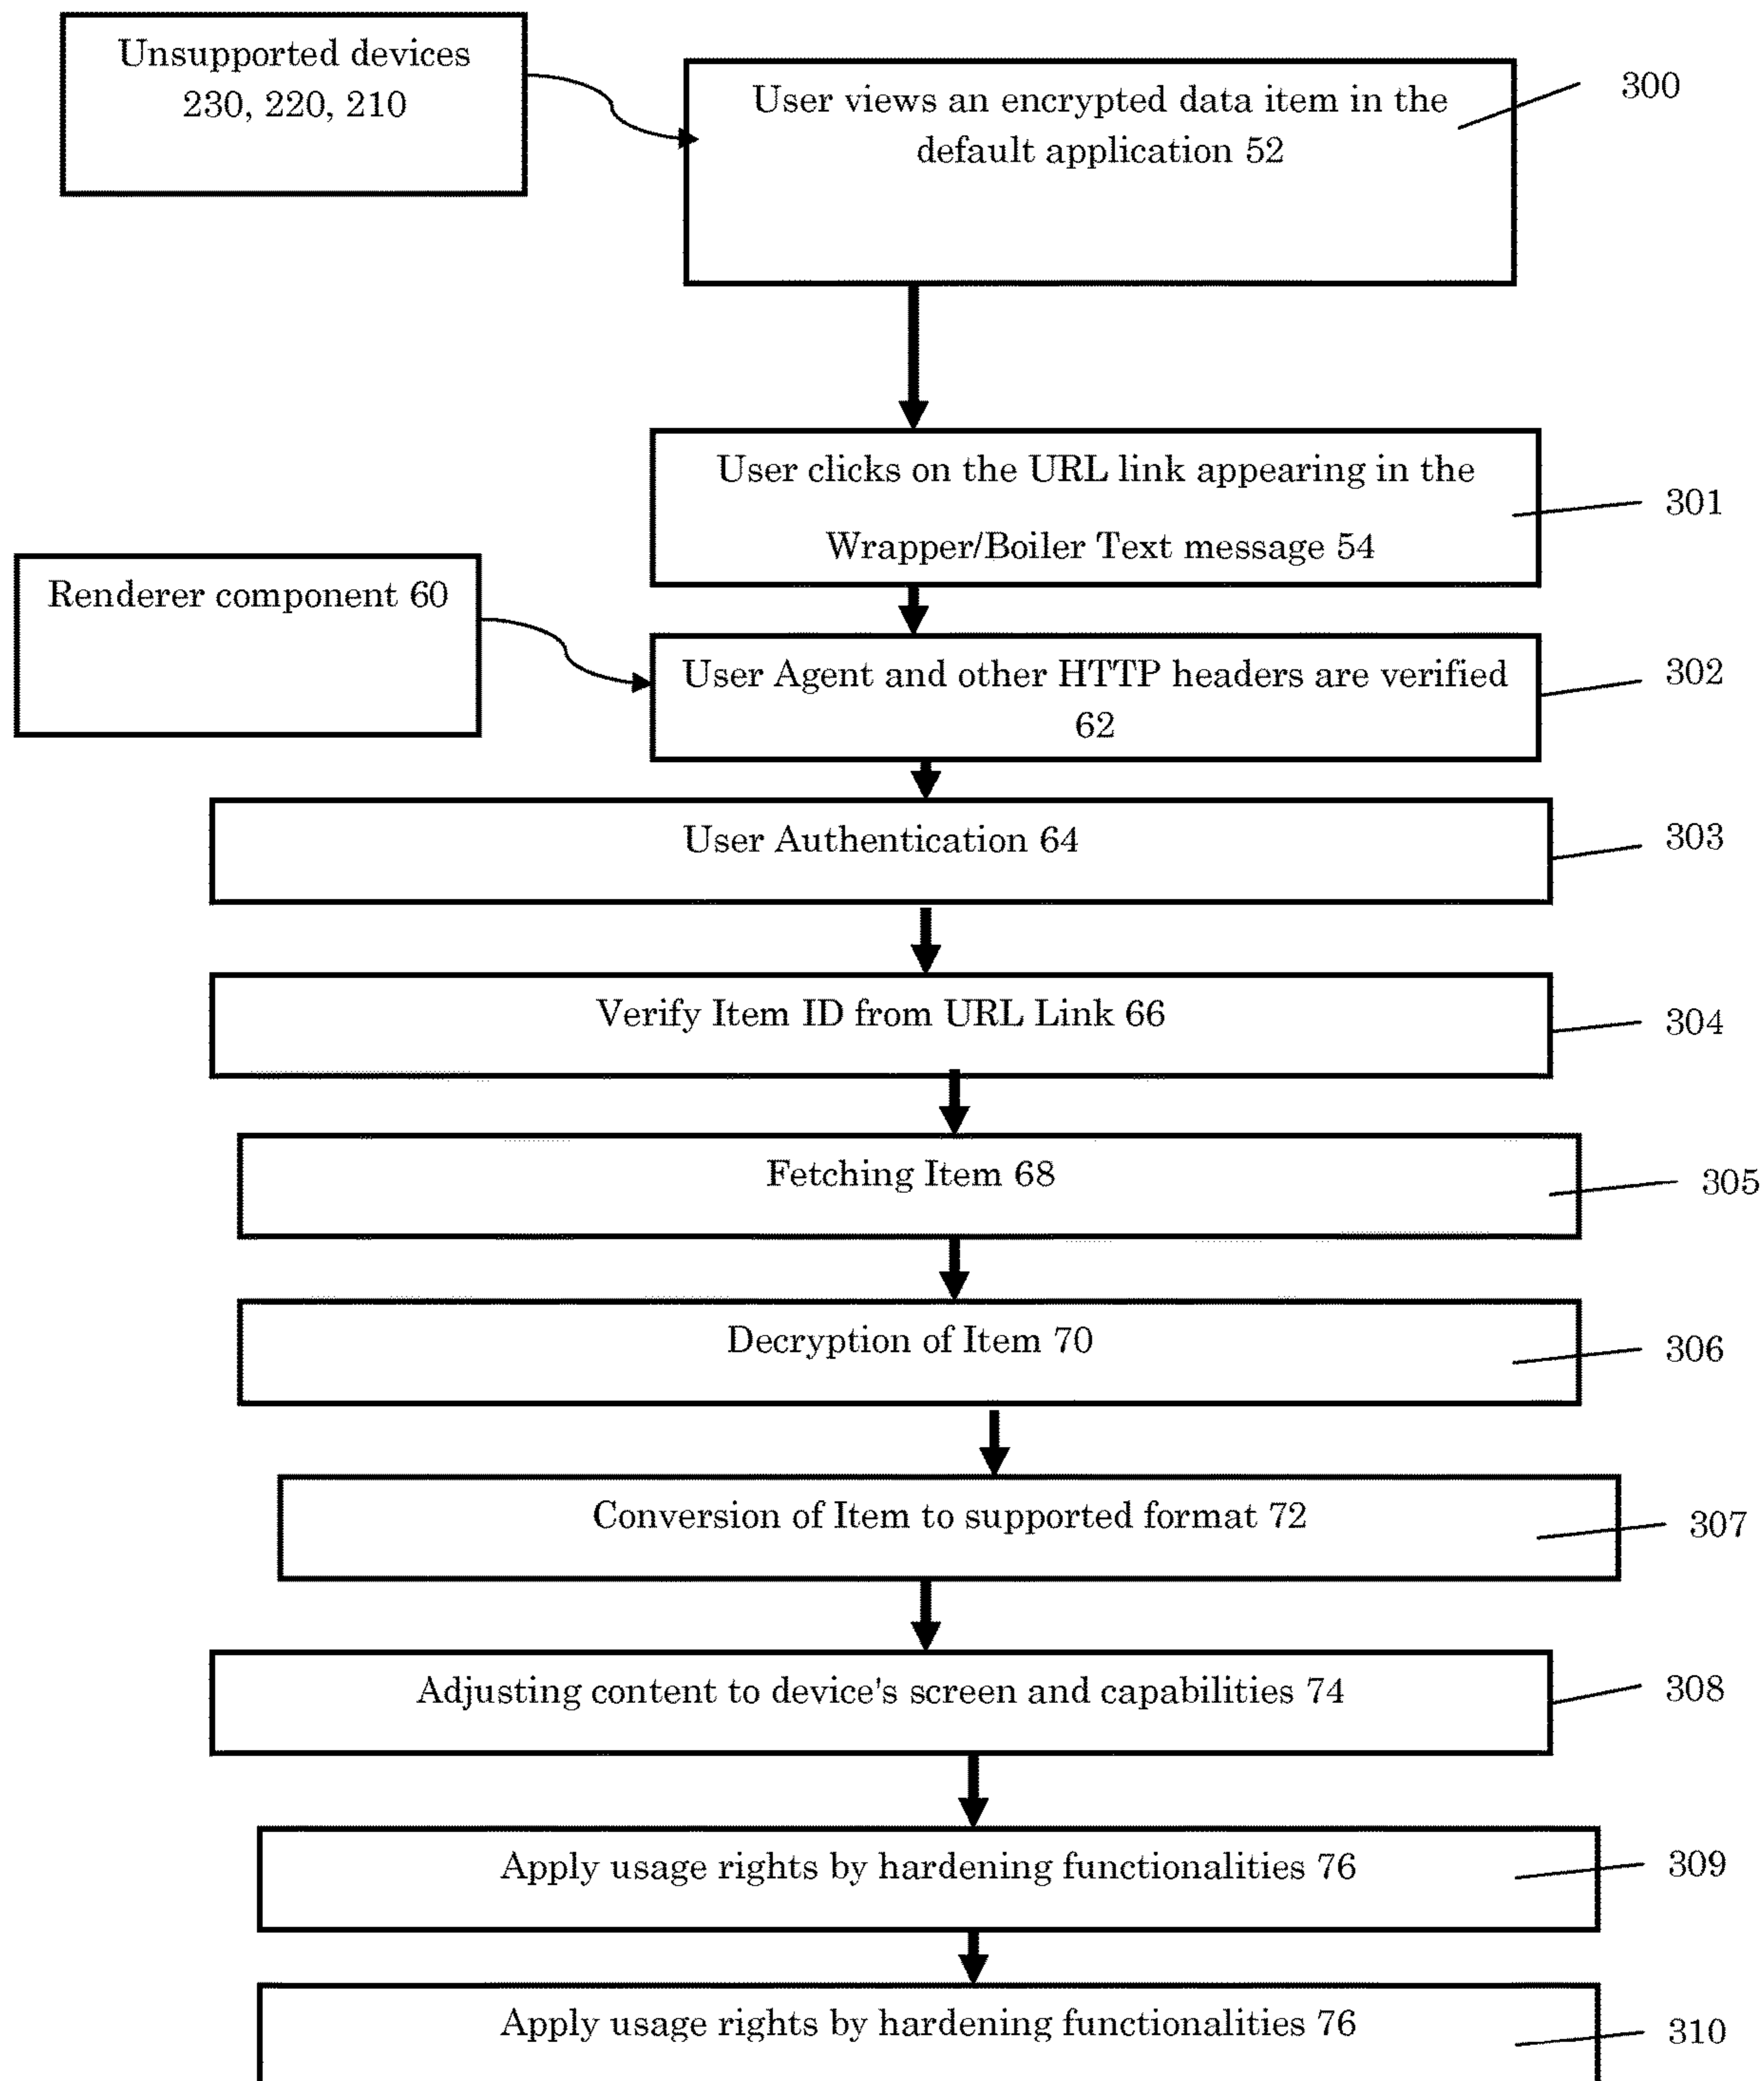 Unsupported devices
230, 220, 210
User views an encrypted data item in the
default application 52
300
User clicks on the URL link appearing in the
Wrapper/Boiler Text message 54
301
Renderer component 60
User Agent and other HTTP headers are verified
62
302
User Authentication 64
303
Verify Item ID from URL Link 66
304
Fetching Item 68
305
Decryption of Item 70
306
Conversion of Item to supported format 72
307
Adjusting content to device's screen and capabilities 74
308
Apply usage rights by hardening functionalities 76
309
Apply usage rights by hardening functionalities 76
310